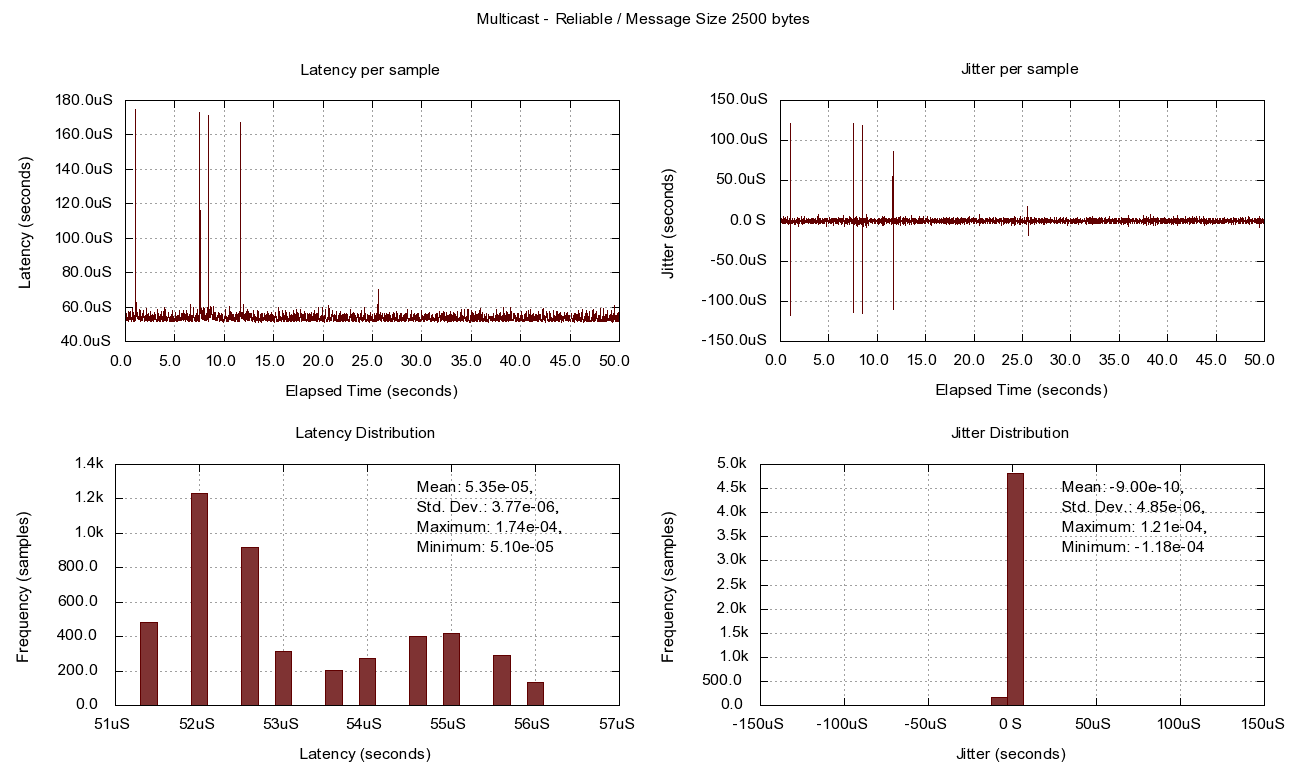 Multicast - Reliable / Message Size 2500 bytes
Latency per sample
180.0uS
160.0uS
140.0uS
120.0uS
100.0uS
80.0uS
60.0uS
40.0uS
Latency (seconds)
0.0 5.0 10.0 15.0 20.0 25.0 30.0 35.0 40.0 45.0 50.0
Elapsed Time (seconds)
Jitter per sample
150.0uS
100.0uS
50.0uS
0.0 S
-50.0uS
-100.0uS
-150.0uS
Jitter (seconds)
0.0 5.0 10.0 15.0 20.0 25.0 30.0 35.0 40.0 45.0 50.0
Elapsed Time (seconds)
Latency Distribution
1.4k
1.2k
1.0k
800.0
600.0
400.0
200.0
0.0
Frequency (samples)
Mean: 5.35e-05,
Std. Dev.: 3.77e-06,
Maximum: 1.74e-04,
Minimum: 5.10e-05
51uS 52uS 53uS 54uS 55uS 56uS 57uS
Latency (seconds)
Jitter Distribution
5.0k
4.5k
4.0k
3.5k
3.0k
2.5k
2.0k
1.5k
1.0k
500.0
0.0
Frequency (samples)
Mean: -9.00e-10,
Std. Dev.: 4.85e-06,
Maximum: 1.21e-04,
Minimum: -1.18e-04
-150uS -100uS -50uS 0 S 50uS 100uS 150uS
Jitter (seconds)